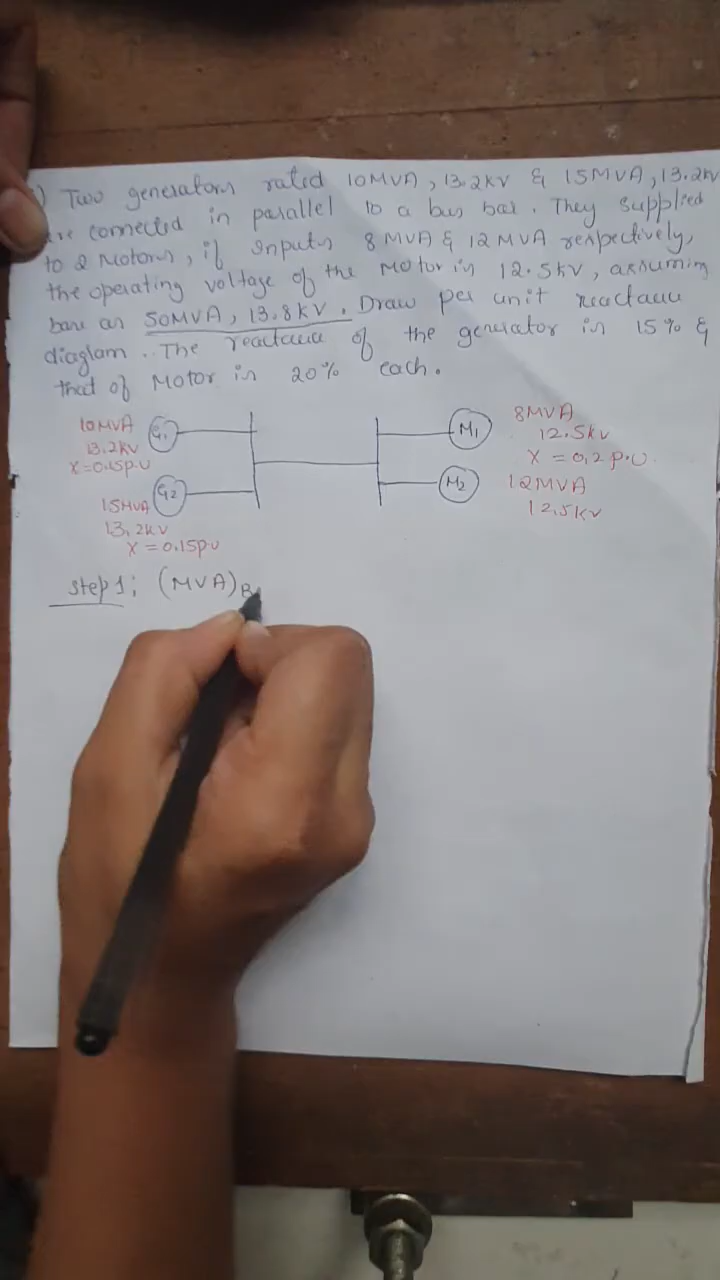 ) Two generators rated 10MVA, 13.2KV & 15MVA, 13.2KV
are connected in parallel to a bus bar. They supplied
to 2 Motors, if Inputs 8 MVA & 12 MVA respectively,
the operating voltage of the Motor is 12.5KV, assuming
base as 50MVA, 13.8KV. Draw per unit reactance
diagram. The reactance of the generator is 15% &
that of Motor is 20% each.
10MVA
13.2KV
X=0.15P.U
G1
M1
8MVA
12.5KV
X = 0.2 P.U.
15MVA
13.2KV
X = 0.15PU
G2
M2
12MVA
12.5KV
Step 1: (MVA)B